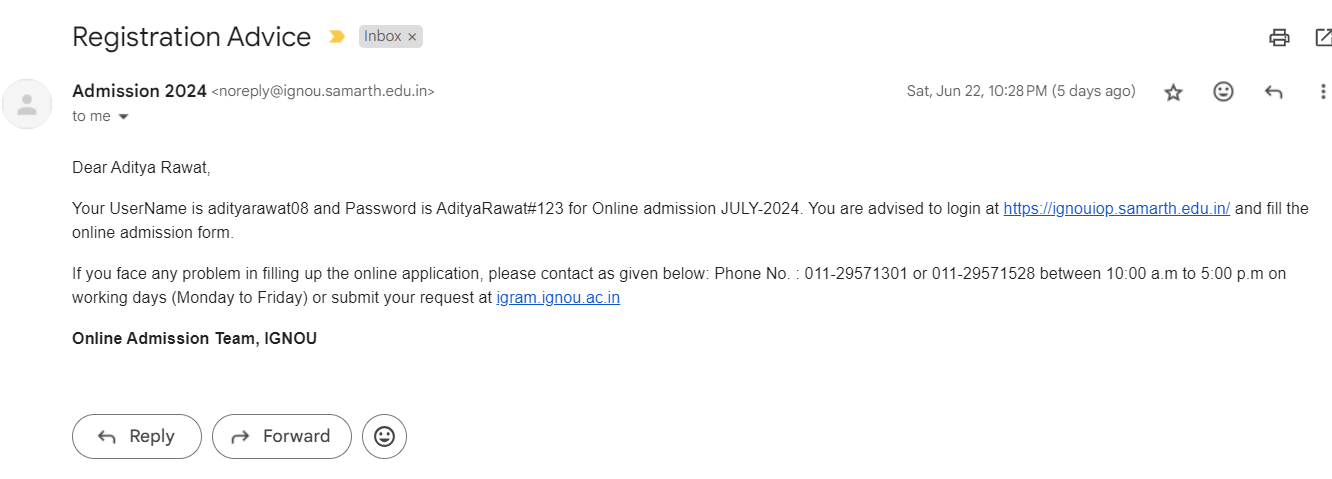 Registration Advice Inbox ×
Admission 2024 <noreply@ignou.samarth.edu.in> Sat, Jun 22, 10:28 PM (5 days ago)
to me
Dear Aditya Rawat,
Your UserName is adityarawat08 and Password is AdityaRawat#123 for Online admission JULY-2024. You are advised to login at https://ignouiop.samarth.edu.in/ and fill the
online admission form.
If you face any problem in filling up the online application, please contact as given below: Phone No. : 011-29571301 or 011-29571528 between 10:00 a.m to 5:00 p.m on
working days (Monday to Friday) or submit your request at igram.ignou.ac.in
Online Admission Team, IGNOU
Reply Forward